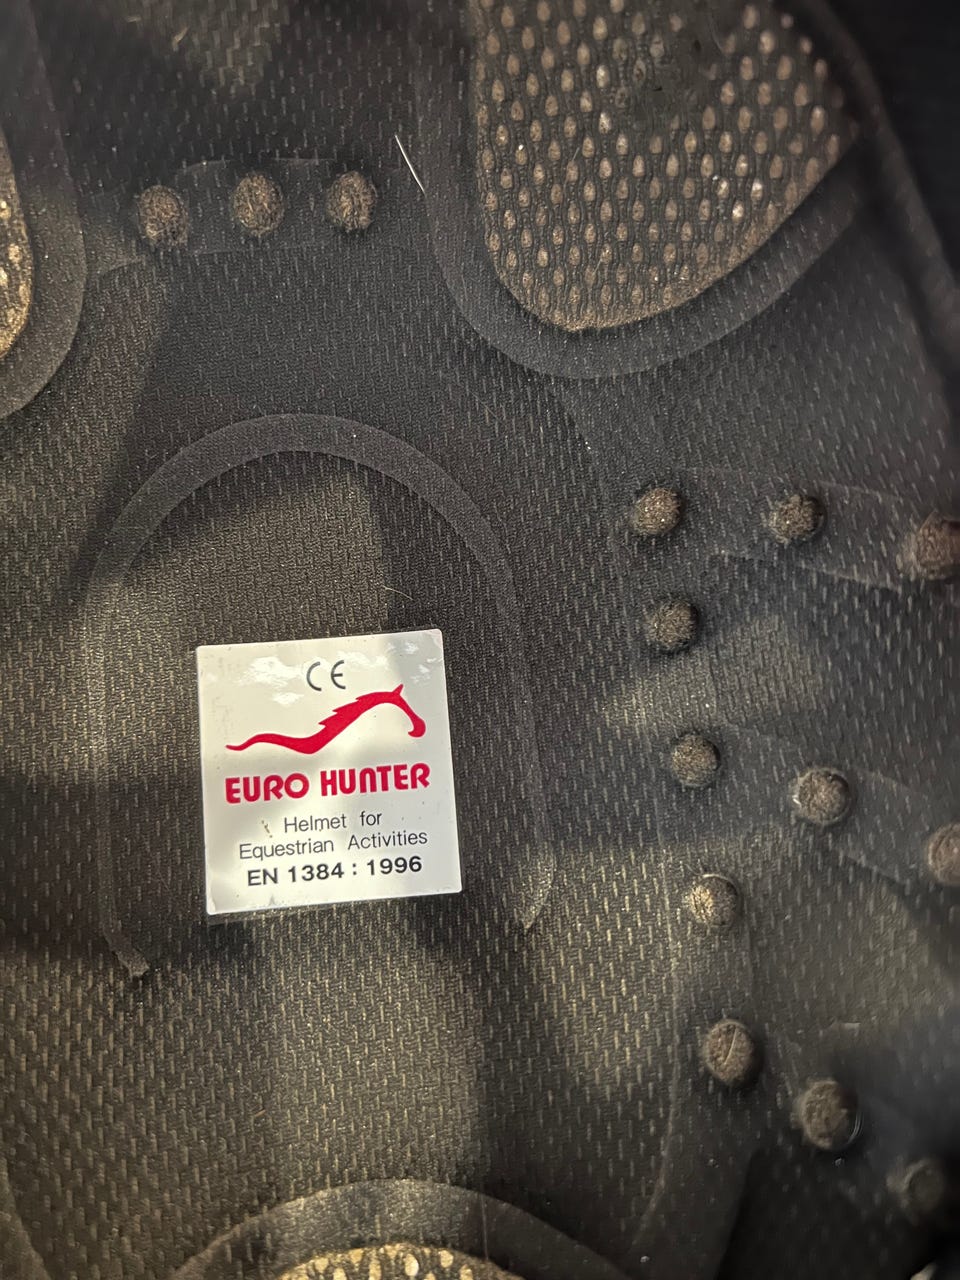 CE
EURO HUNTER
Helmet for
Equestrian Activities
EN 1384 : 1996